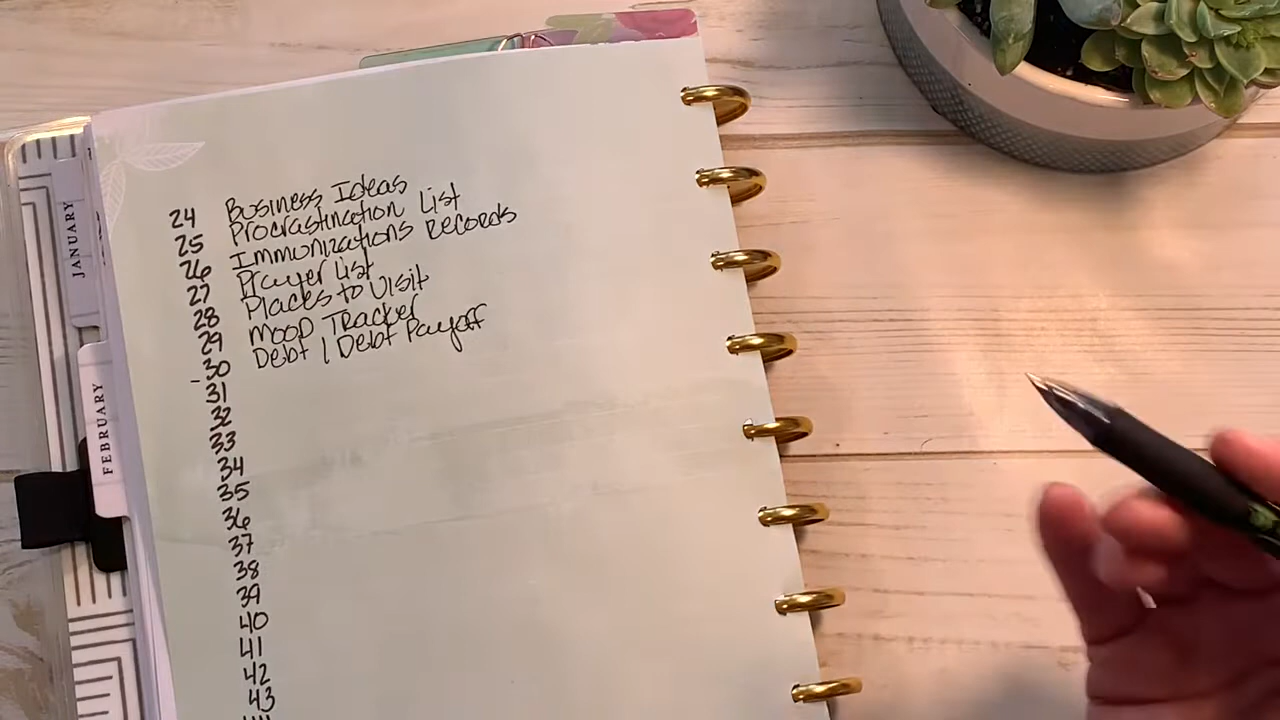 JANUARY
FEBRUARY
24 Business Ideas
25 Procrastination List
26 Immunizations Records
27 Prayer List
28 Places to Visit
29 Mood Tracker
-30 Debt | Debt Payoff
31
32
33
34
35
36
37
38
39
40
41
42
43